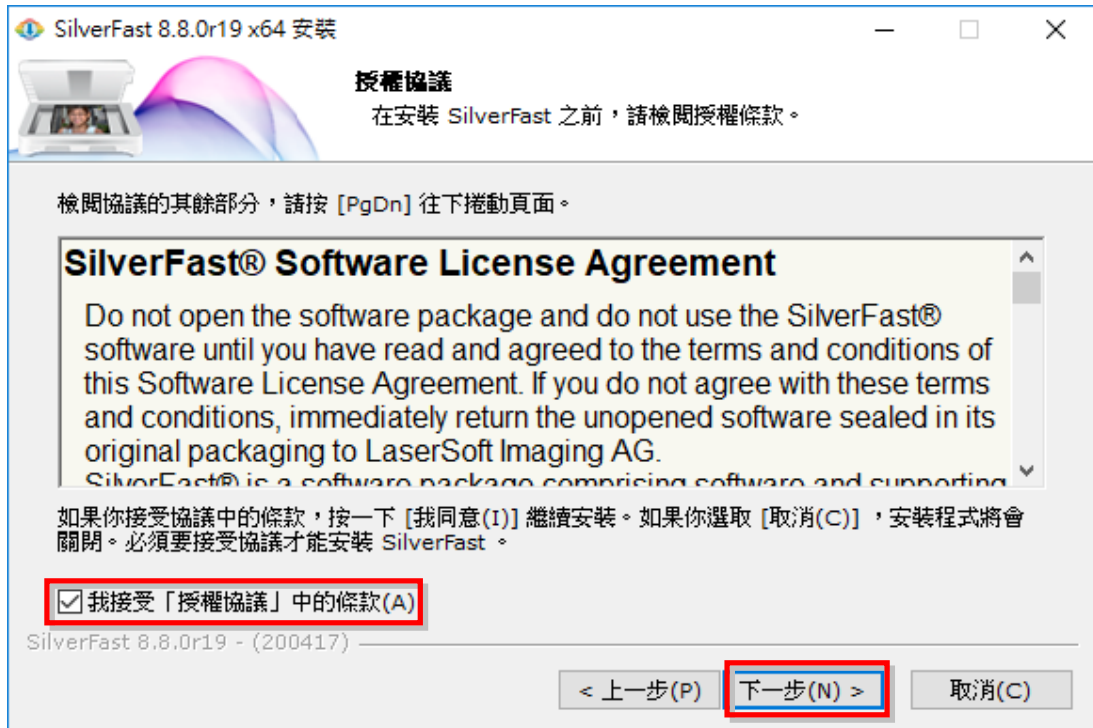 SilverFast 8.8.0r19 x64 安裝
授權協議
在安裝 SilverFast 之前，請檢閱授權條款。
檢閱協議的其餘部分，請按 [PgDn] 往下捲動頁面。
SilverFast® Software License Agreement
Do not open the software package and do not use the SilverFast®
software until you have read and agreed to the terms and conditions of
this Software License Agreement. If you do not agree with these terms
and conditions, immediately return the unopened software sealed in its
original packaging to LaserSoft Imaging AG.
SilverFast® is a software package comprising software and supporting
如果你接受協議中的條款，按一下 [我同意(I)] 繼續安裝。如果你選取 [取消(C)] ，安裝程式將會
關閉。必須要接受協議才能安裝 SilverFast 。
我接受「授權協議」中的條款(A)
SilverFast 8.8.0r19 - (200417)
< 上一步(P) 下一步(N) > 取消(C)